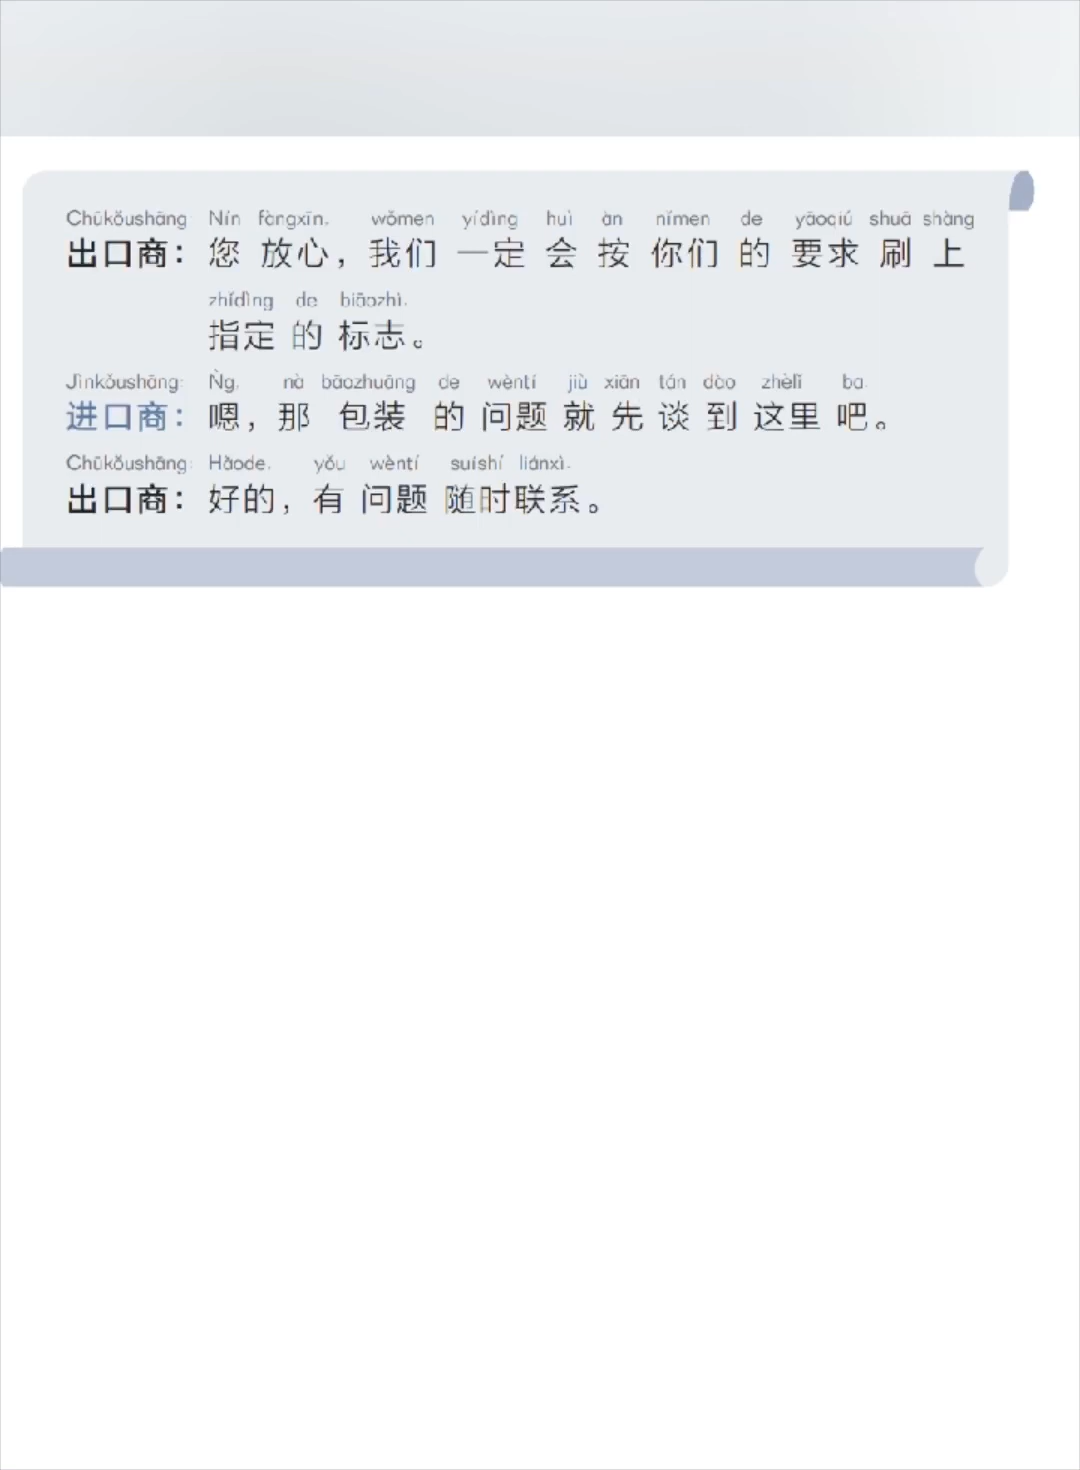 Chūkǒushāng: Nín fàngxīn, wǒmen yídìng huì àn nǐmen de yāoqiú shuā shàng
出口商：您 放心，我们 一定 会 按 你们 的 要求 刷 上
zhǐdìng de biāozhì.
指定 的 标志。
Jìnkǒushāng: Ǹg, nà bāozhuāng de wèntí jiù xiān tán dào zhèlǐ ba.
进口商：嗯，那 包装 的 问题 就 先 谈 到 这里 吧。
Chūkǒushāng: Hǎode, yǒu wèntí suíshí liánxì.
出口商：好的，有 问题 随时联系。